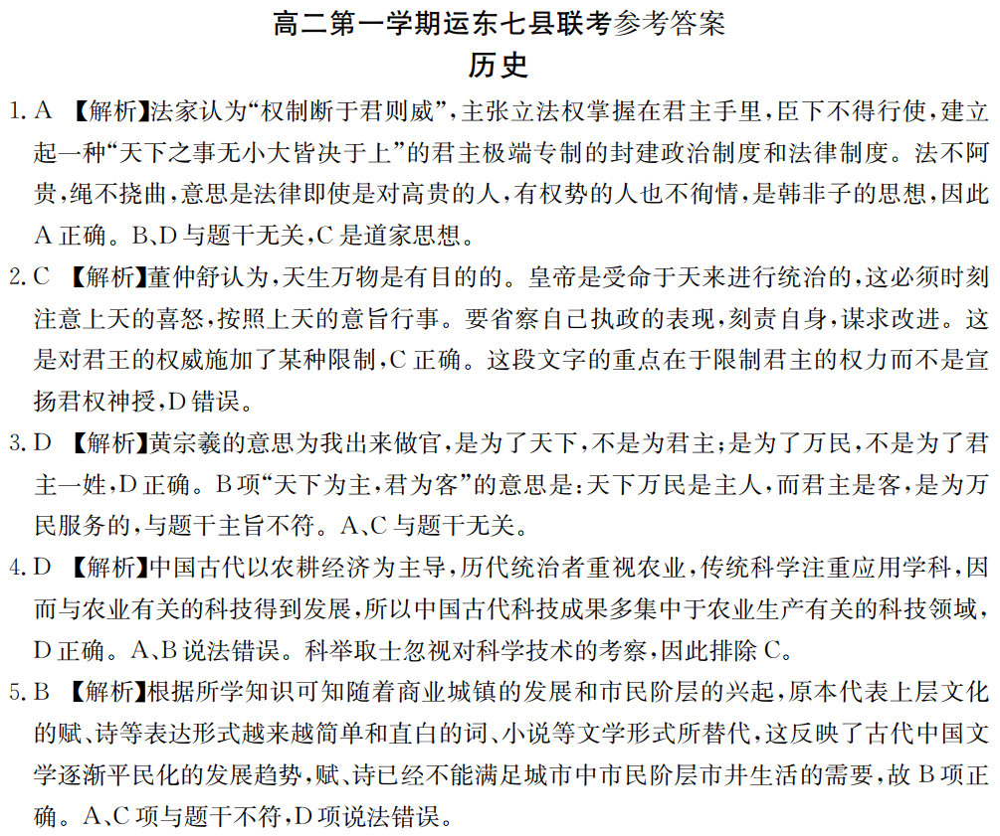 高二第一学期运东七县联考参考答案
历史
1. A 【解析】法家认为“权制断于君则威”,主张立法权掌握在君主手里,臣下不得行使,建立
起一种“天下之事无小大皆决于上”的君主极端专制的封建政治制度和法律制度。法不阿
贵,绳不挠曲,意思是法律即使是对高贵的人,有权势的人也不徇情,是韩非子的思想,因此
A 正确。B、D 与题干无关,C 是道家思想。
2. C 【解析】董仲舒认为,天生万物是有目的的。皇帝是受命于天来进行统治的,这必须时刻
注意上天的喜怒,按照上天的意旨行事。要省察自己执政的表现,刻责自身,谋求改进。这
是对君王的权威施加了某种限制,C 正确。这段文字的重点在于限制君主的权力而不是宣
扬君权神授,D 错误。
3. D 【解析】黄宗羲的意思为我出来做官,是为了天下,不是为君主;是为了万民,不是为了君
主一姓,D 正确。B 项“天下为主,君为客”的意思是:天下万民是主人,而君主是客,是为万
民服务的,与题干主旨不符。A、C 与题干无关。
4. D 【解析】中国古代以农耕经济为主导,历代统治者重视农业,传统科学注重应用学科,因
而与农业有关的科技得到发展,所以中国古代科技成果多集中于农业生产有关的科技领域,
D 正确。A、B 说法错误。科举取士忽视对科学技术的考察,因此排除 C。
5. B 【解析】根据所学知识可知随着商业城镇的发展和市民阶层的兴起,原本代表上层文化
的赋、诗等表达形式越来越简单和直白的词、小说等文学形式所替代,这反映了古代中国文
学逐渐平民化的发展趋势,赋、诗已经不能满足城市中市民阶层市井生活的需要,故 B 项正
确。A、C 项与题干不符,D 项说法错误。